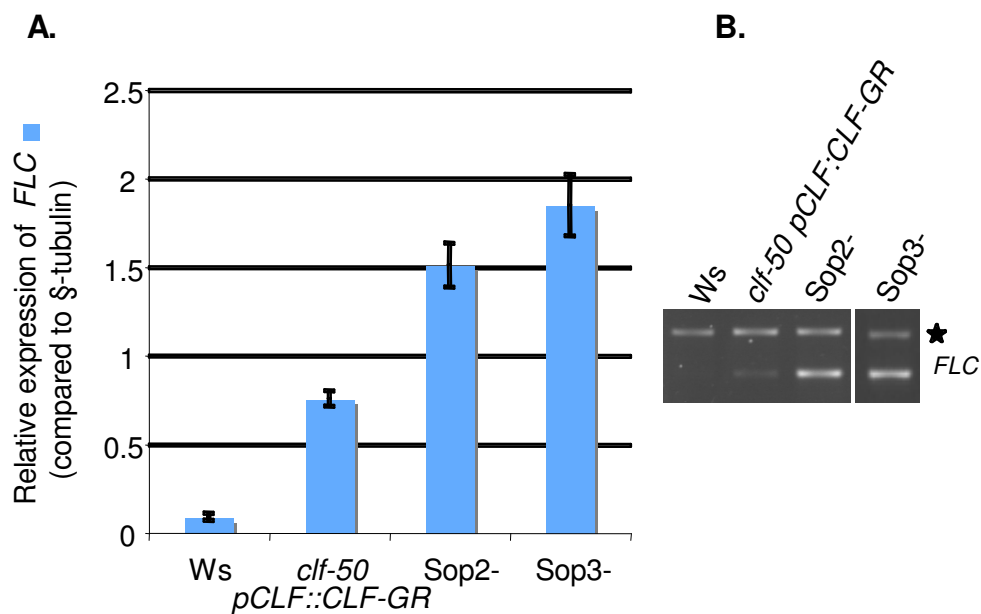 A.
Relative expression of FLC
(compared to §-tubulin)
2.5
2
1.5
1
0.5
0
Ws
clf-50
pCLF::CLF-GR
Sop2-
Sop3-
B.
Ws
clf-50 pCLF:CLF-GR
Sop2-
Sop3-
FLC